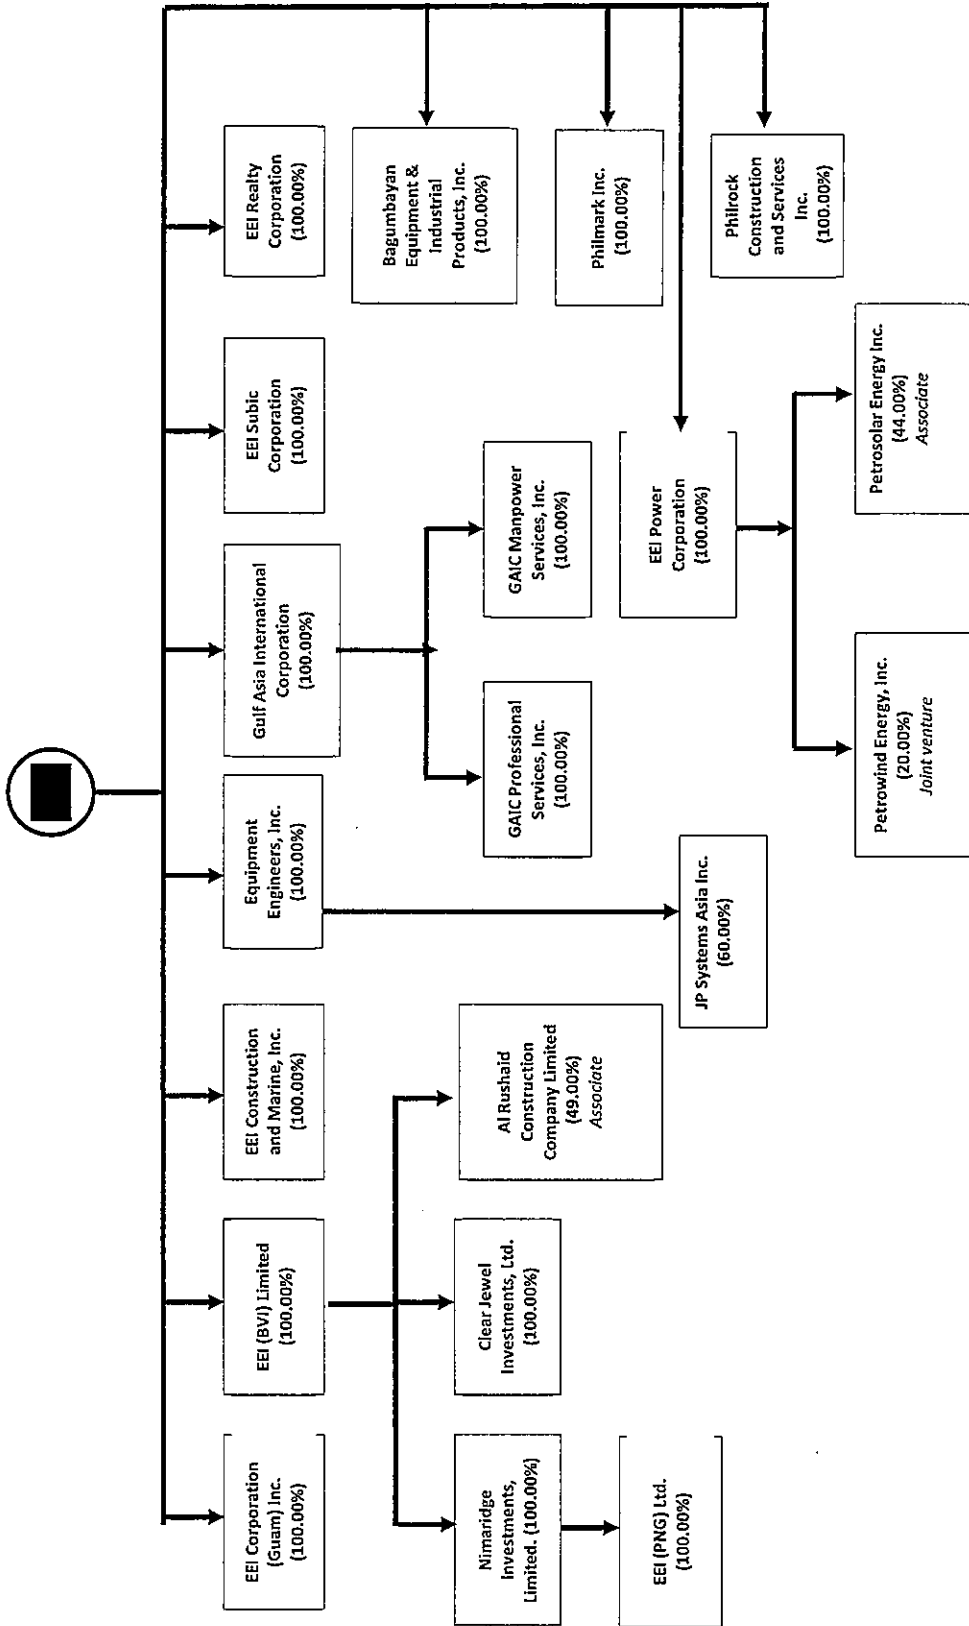 EEI Corporation
(Guam) Inc.
(100.00%)
EEI (BVI) Limited
(100.00%)
EEI Construction
and Marine, Inc.
(100.00%)
Equipment
Engineers, Inc.
(100.00%)
Gulf Asia International
Corporation
(100.00%)
EEI Subic
Corporation
(100.00%)
EEI Realty
Corporation
(100.00%)
Bagumbayan
Equipment &
Industrial
Products, Inc.
(100.00%)
Nimaridge
Investments,
Limited. (100.00%)
Clear Jewel
Investments, Ltd.
(100.00%)
Al Rushaid
Construction
Company Limited
(49.00%)
Associate
GAIC Professional
Services, Inc.
(100.00%)
GAIC Manpower
Services, Inc.
(100.00%)
Philmark Inc.
(100.00%)
EEI (PNG) Ltd.
(100.00%)
JP Systems Asia Inc.
(60.00%)
EEI Power
Corporation
(100.00%)
Philrock
Construction
and Services
Inc.
(100.00%)
Petrowind Energy, Inc.
(20.00%)
Joint venture
Petrosolar Energy Inc.
(44.00%)
Associate